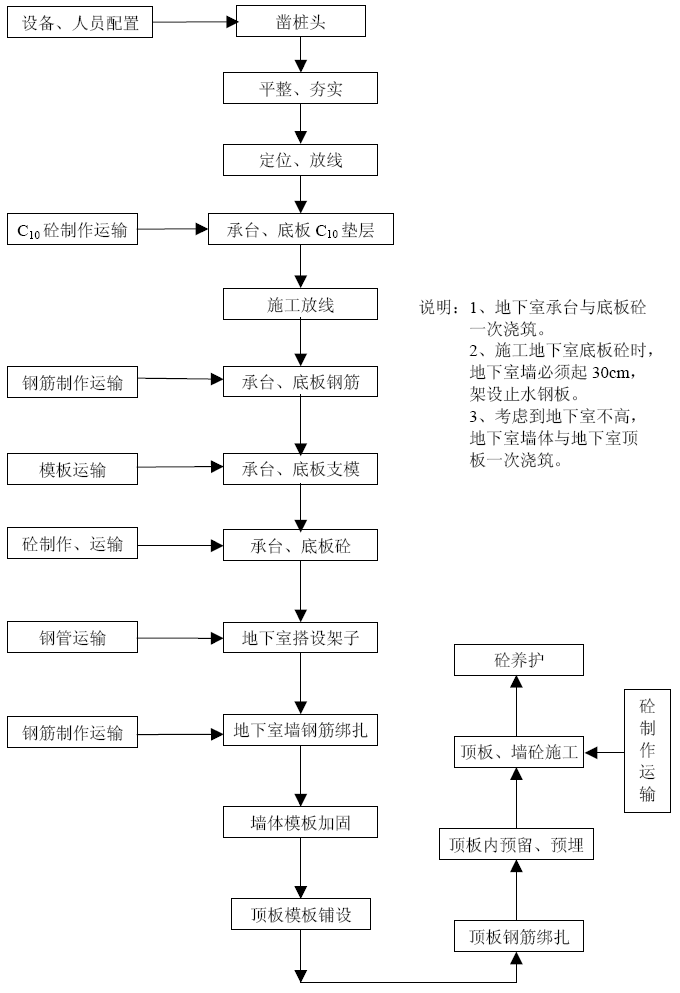 设备、人员配置
凿桩头
平整、夯实
定位、放线
C10砼制作运输
承台、底板C10垫层
施工放线
说明：1、地下室承台与底板砼
一次浇筑。
2、施工地下室底板砼时，
地下室墙必须起30cm，
架设止水钢板。
3、考虑到地下室不高，
地下室墙体与地下室顶
板一次浇筑。
钢筋制作运输
承台、底板钢筋
模板运输
承台、底板支模
砼制作、运输
承台、底板砼
钢管运输
地下室搭设架子
钢筋制作运输
地下室墙钢筋绑扎
墙体模板加固
顶板模板铺设
顶板钢筋绑扎
顶板内预留、预埋
顶板、墙砼施工
砼制作运输
砼养护